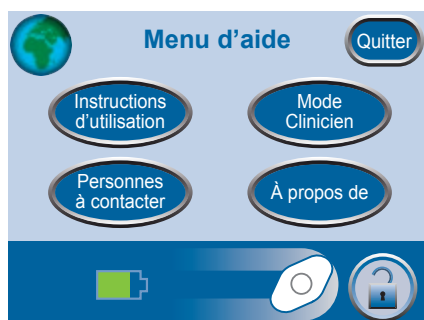 Menu d’aide
Quitter
Instructions
d’utilisation
Mode
Clinicien
Personnes
à contacter
À propos de